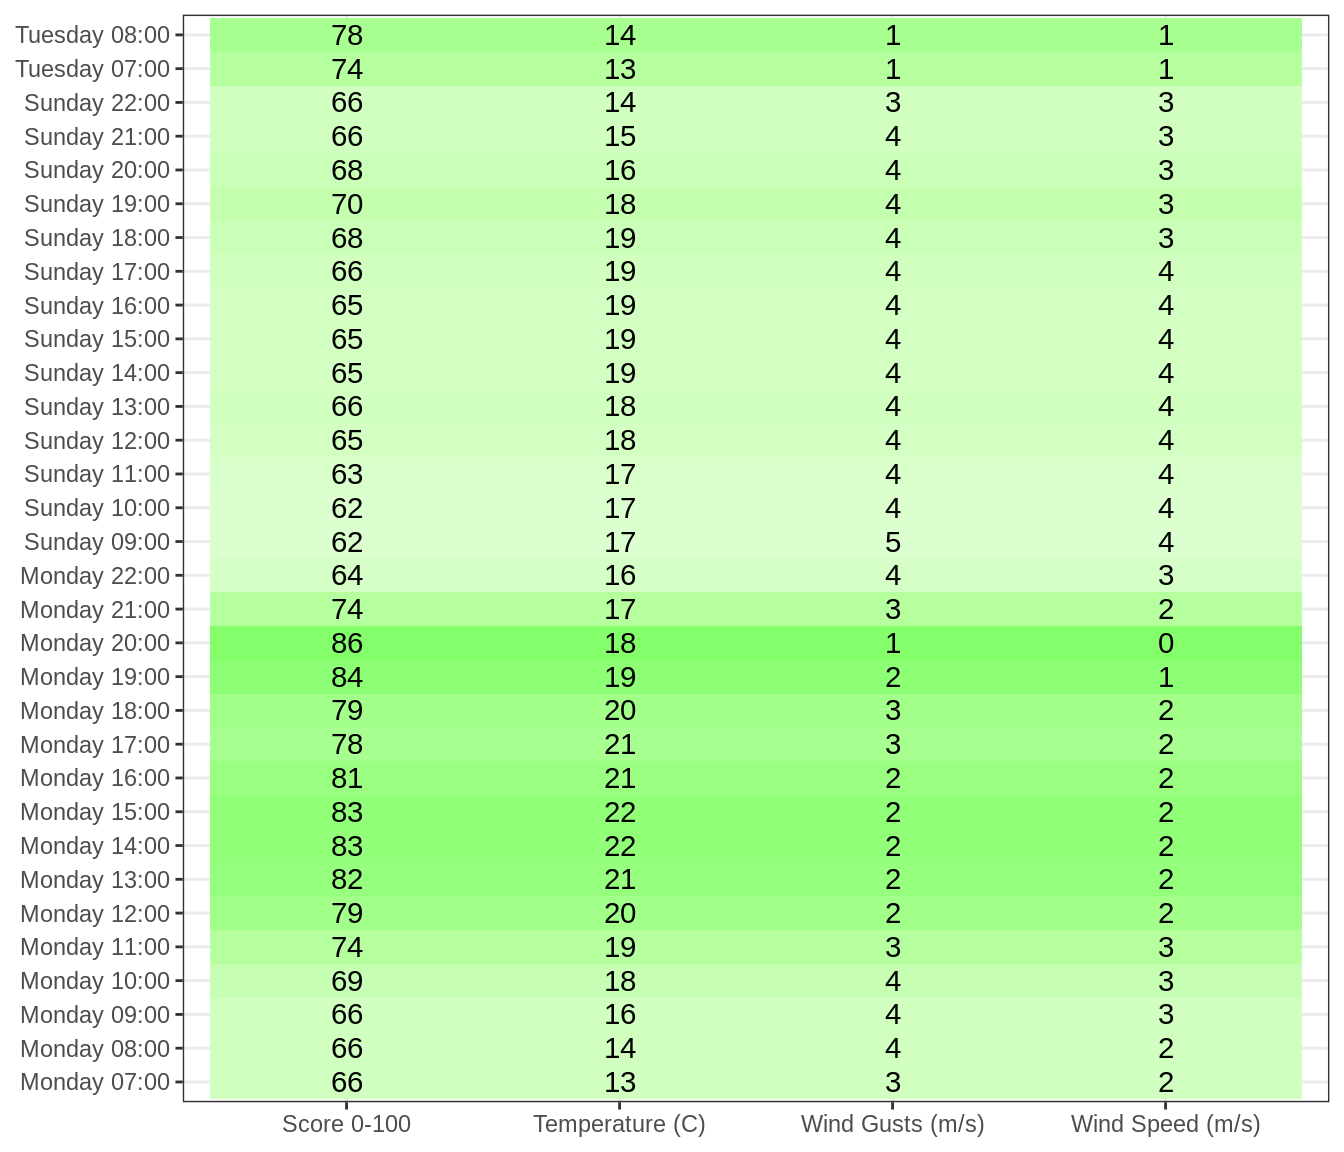 Tuesday 08:00 78 14 1 1
Tuesday 07:00 74 13 1 1
Sunday 22:00 66 14 3 3
Sunday 21:00 66 15 4 3
Sunday 20:00 68 16 4 3
Sunday 19:00 70 18 4 3
Sunday 18:00 68 19 4 3
Sunday 17:00 66 19 4 4
Sunday 16:00 65 19 4 4
Sunday 15:00 65 19 4 4
Sunday 14:00 65 19 4 4
Sunday 13:00 66 18 4 4
Sunday 12:00 65 18 4 4
Sunday 11:00 63 17 4 4
Sunday 10:00 62 17 4 4
Sunday 09:00 62 17 5 4
Monday 22:00 64 16 4 3
Monday 21:00 74 17 3 2
Monday 20:00 86 18 1 0
Monday 19:00 84 19 2 1
Monday 18:00 79 20 3 2
Monday 17:00 78 21 3 2
Monday 16:00 81 21 2 2
Monday 15:00 83 22 2 2
Monday 14:00 83 22 2 2
Monday 13:00 82 21 2 2
Monday 12:00 79 20 2 2
Monday 11:00 74 19 3 3
Monday 10:00 69 18 4 3
Monday 09:00 66 16 4 3
Monday 08:00 66 14 4 2
Monday 07:00 66 13 3 2
Score 0-100 Temperature (C) Wind Gusts (m/s) Wind Speed (m/s)